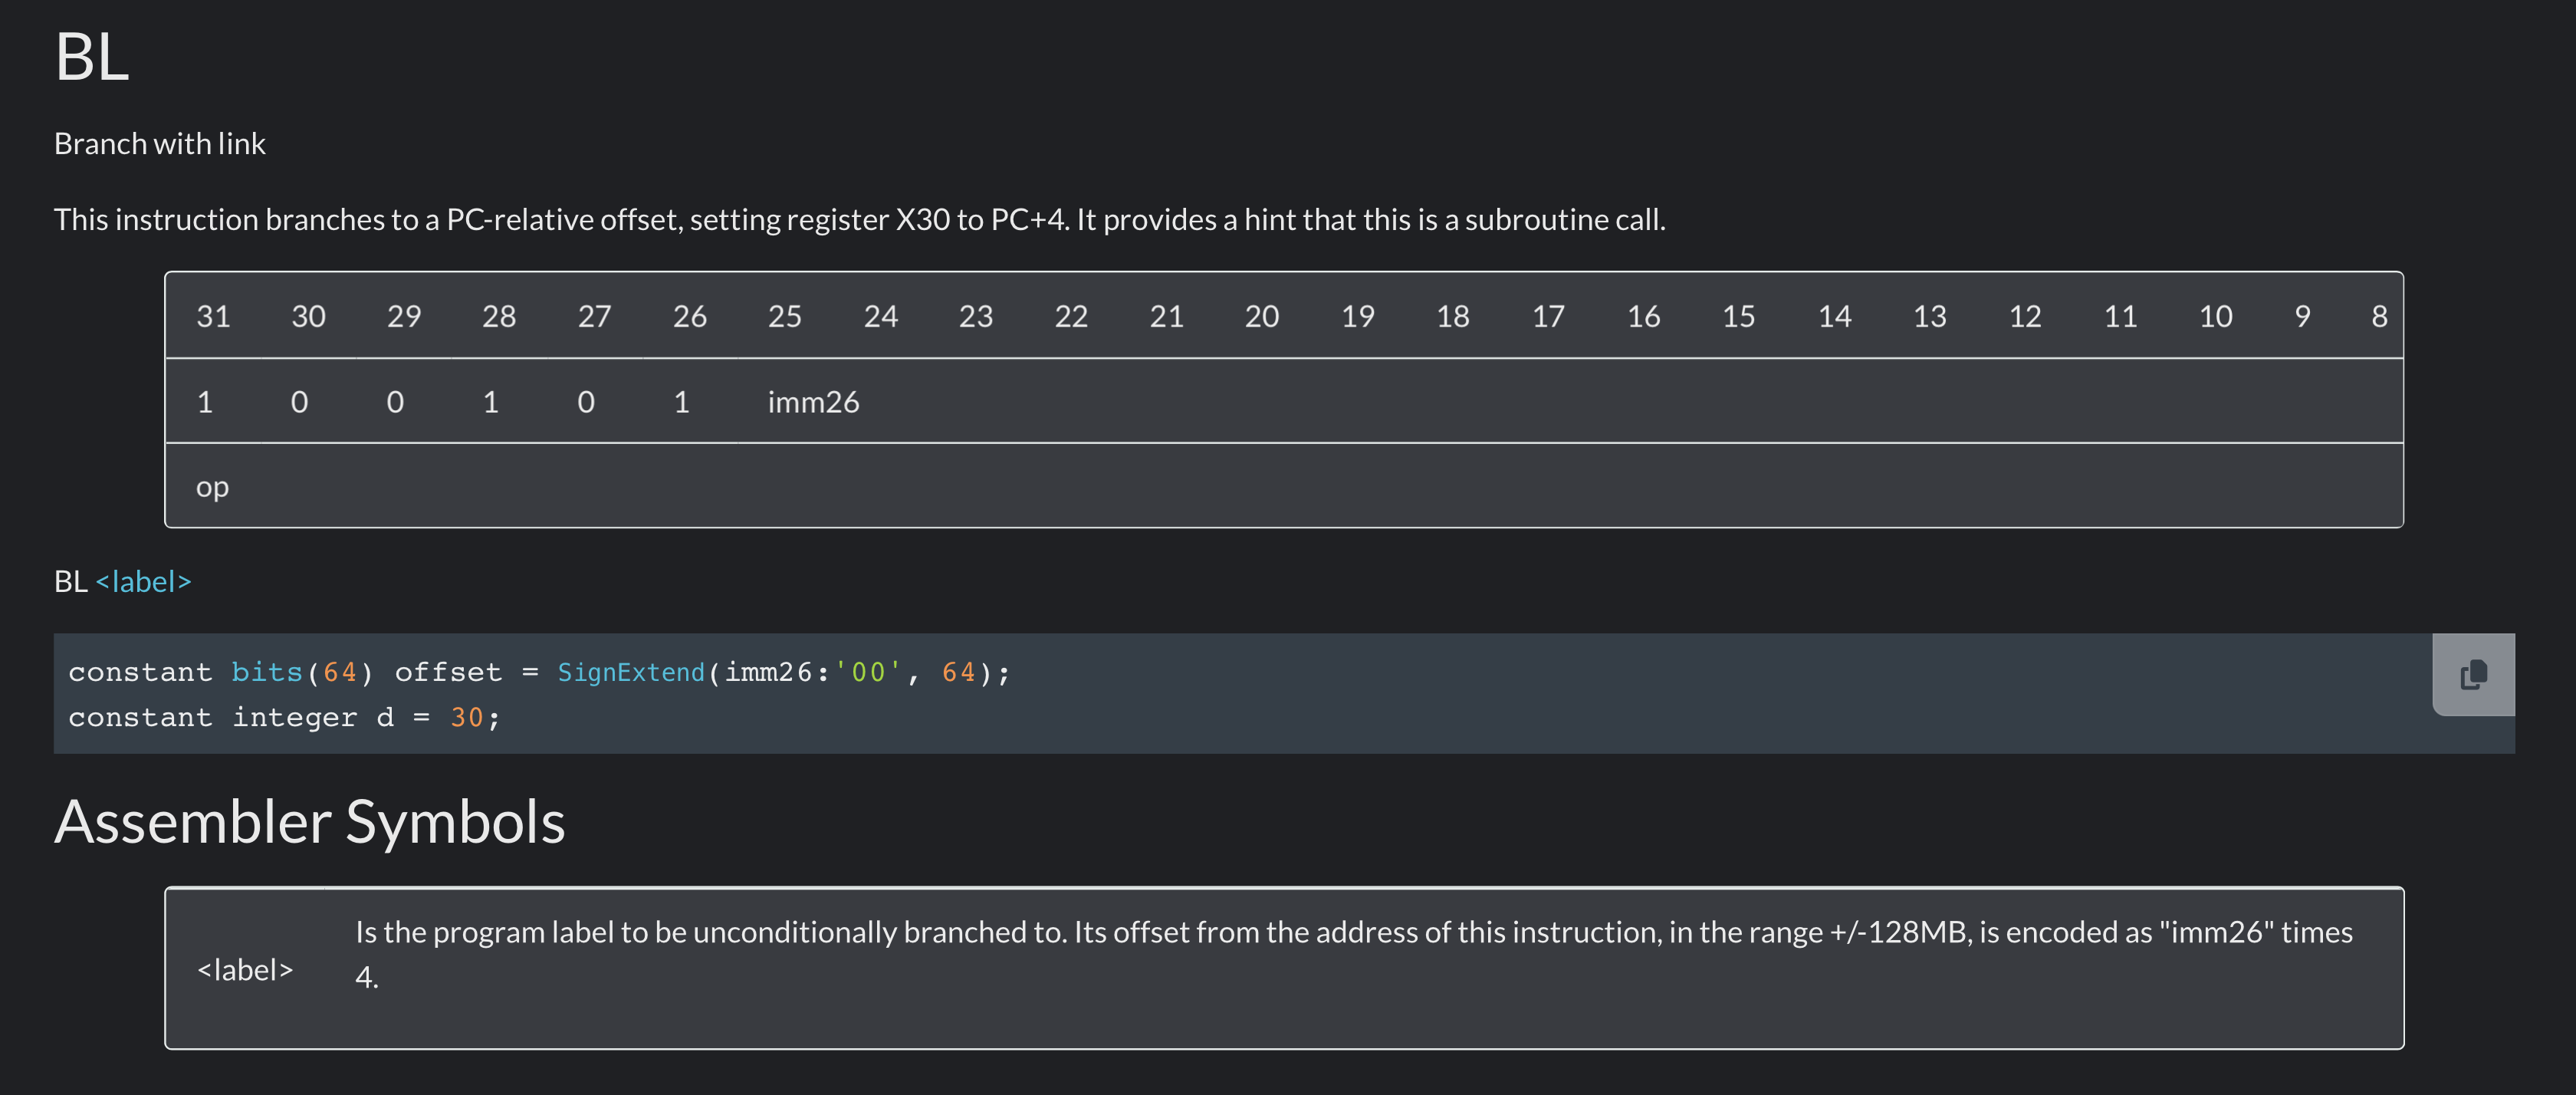 BL
Branch with link
This instruction branches to a PC-relative offset, setting register X30 to PC+4. It provides a hint that this is a subroutine call.
31 30 29 28 27 26 25 24 23 22 21 20 19 18 17 16 15 14 13 12 11 10 9 8
1 0 0 1 0 1 imm26
op
BL <label>
constant bits(64) offset = SignExtend(imm26:'00', 64);
constant integer d = 30;
Assembler Symbols
<label>
Is the program label to be unconditionally branched to. Its offset from the address of this instruction, in the range +/-128MB, is encoded as "imm26" times
4.